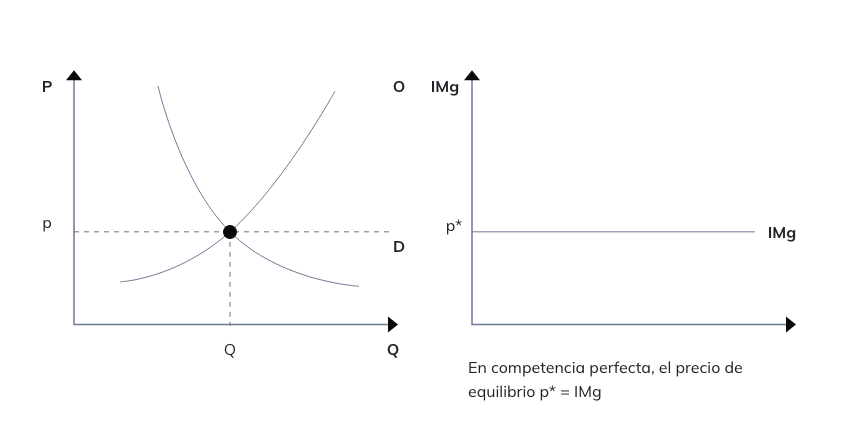 P
O
p
D
Q
Q
IMg
p*
IMg
En competencia perfecta, el precio de
equilibrio p* = IMg